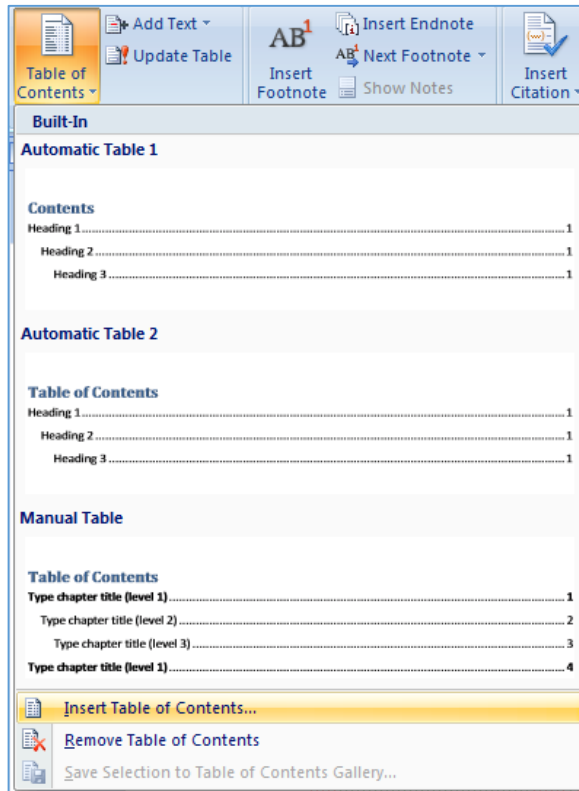 Table of
Contents
Add Text
Update Table
AB1
Insert
Footnote
Insert Endnote
AB1 Next Footnote
Show Notes
Insert
Citation
Built-In
Automatic Table 1
Contents
Heading 1........................1
Heading 2........................1
Heading 3........................1
Automatic Table 2
Table of Contents
Heading 1........................1
Heading 2........................1
Heading 3........................1
Manual Table
Table of Contents
Type chapter title (level 1)........................1
Type chapter title (level 2)........................2
Type chapter title (level 3)........................3
Type chapter title (level 1)........................4
Insert Table of Contents...
Remove Table of Contents
Save Selection to Table of Contents Gallery...